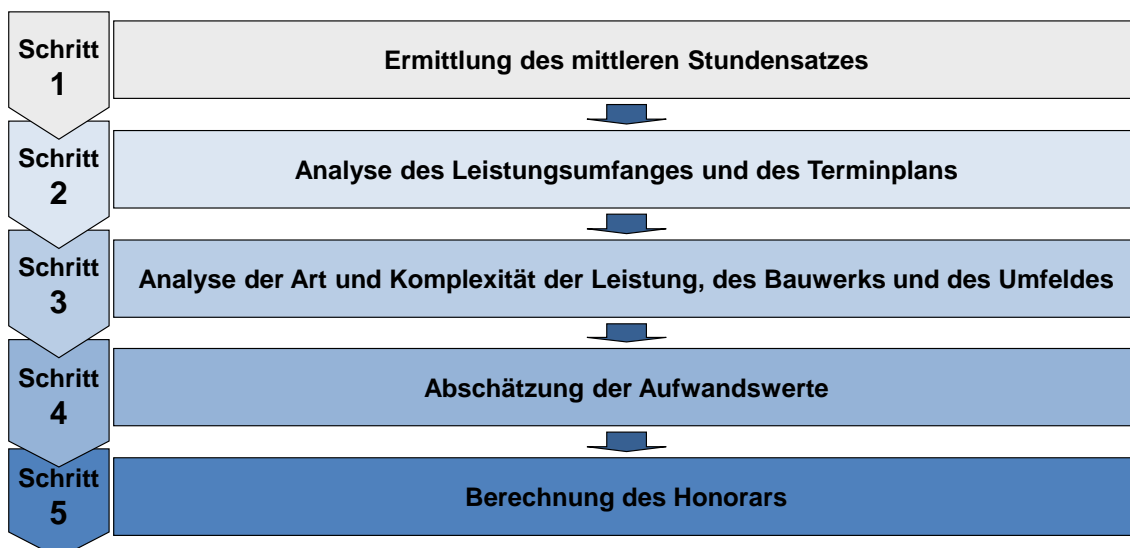 Schritt
1
Ermittlung des mittleren Stundensatzes
Schritt
2
Analyse des Leistungsumfanges und des Terminplans
Schritt
3
Analyse der Art und Komplexität der Leistung, des Bauwerks und des Umfeldes
Schritt
4
Abschätzung der Aufwandswerte
Schritt
5
Berechnung des Honorars